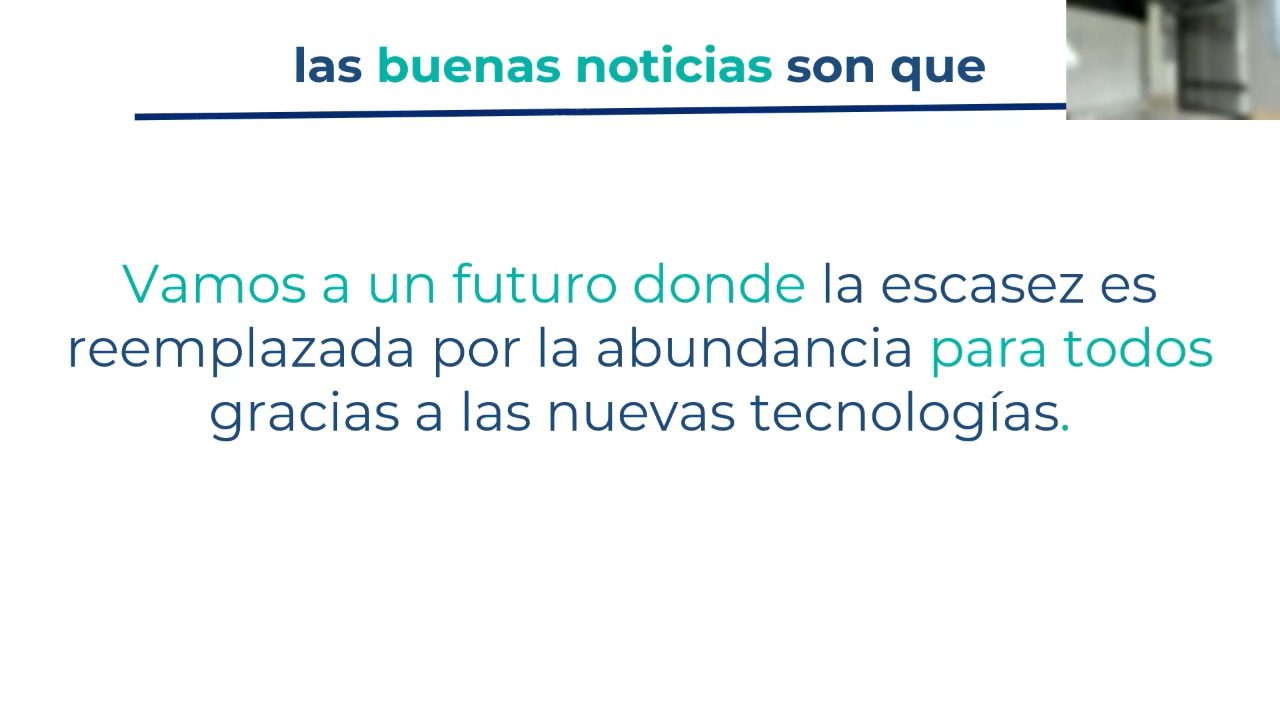 las buenas noticias son que
Vamos a un futuro donde la escasez es
reemplazada por la abundancia para todos
gracias a las nuevas tecnologías.